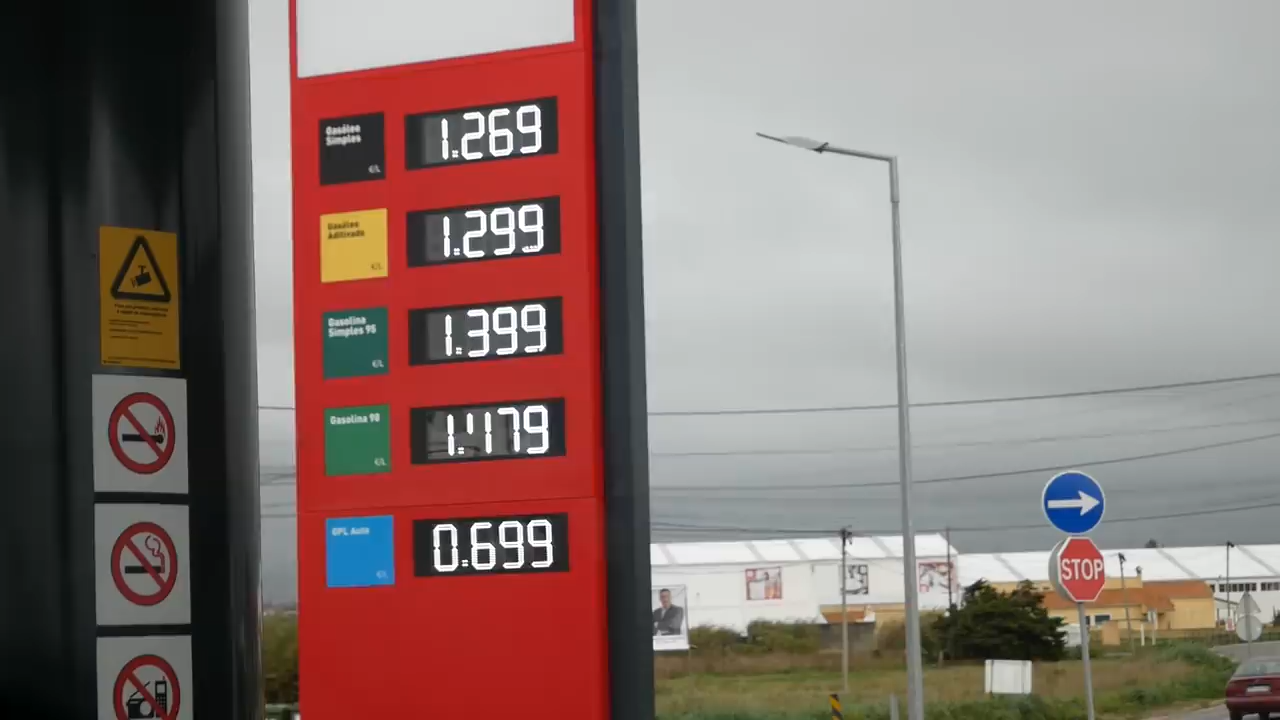 Gasóleo
Simples
€/L
1.269
Gasóleo
Aditivado
€/L
1.299
Gasolina
Simples 95
€/L
1.399
Gasolina 98
€/L
1.479
GPL Auto
€/L
0.699
STOP